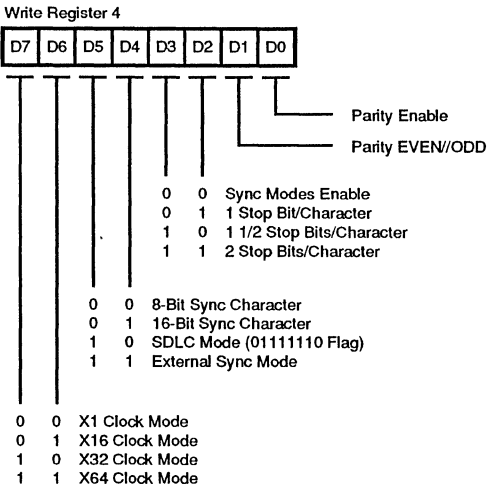 Write Register 4
D7 D6 D5 D4 D3 D2 D1 D0
Parity Enable
Parity EVEN//ODD
0 0 Sync Modes Enable
0 1 1 Stop Bit/Character
1 0 1 1/2 Stop Bits/Character
1 1 2 Stop Bits/Character
0 0 8-Bit Sync Character
0 1 16-Bit Sync Character
1 0 SDLC Mode (01111110 Flag)
1 1 External Sync Mode
0 0 X1 Clock Mode
0 1 X16 Clock Mode
1 0 X32 Clock Mode
1 1 X64 Clock Mode